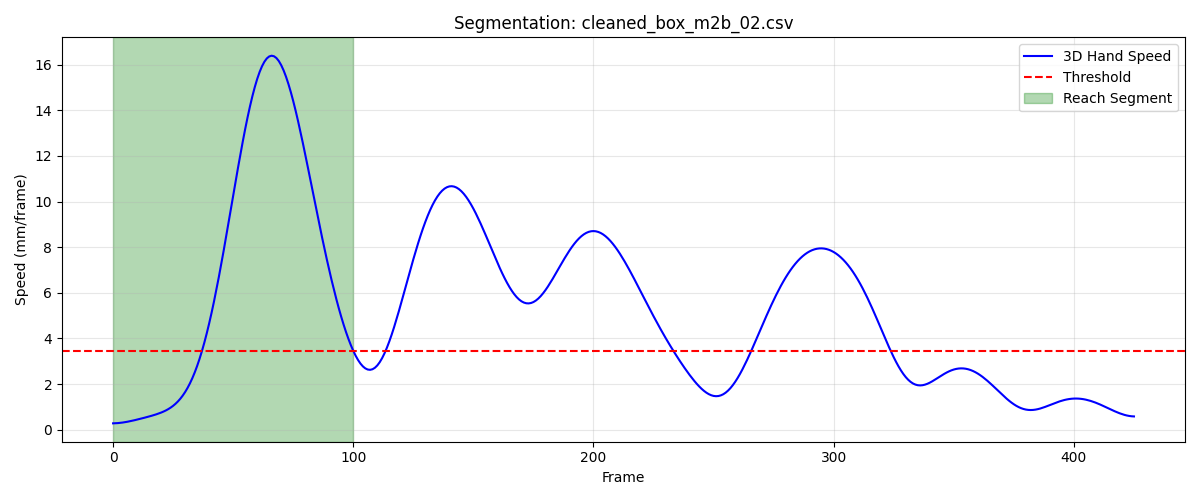 Segmentation: cleaned_box_m2b_02.csv
3D Hand Speed
Threshold
Reach Segment
Speed (mm/frame)
16
14
12
10
8
6
4
2
0
0 100 200 300 400
Frame